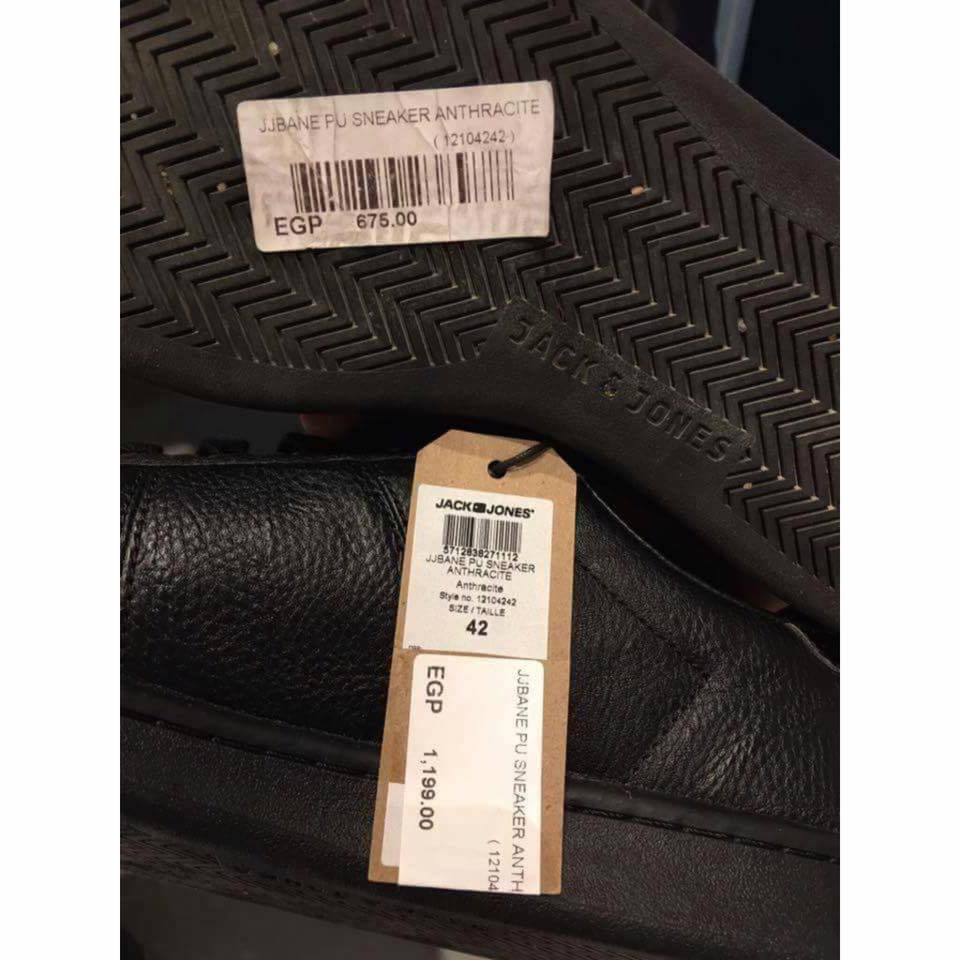 JJBANE PU SNEAKER ANTHRACITE
( 12104242 )
EGP 675.00
JACK & JONES
JACK JONES
5712838271112
JJBANE PU SNEAKER
ANTHRACITE
Anthracite
Style no. 12104242
SIZE / TAILLE
42
JJBANE PU SNEAKER ANTH
( 12104
EGP 1,199.00